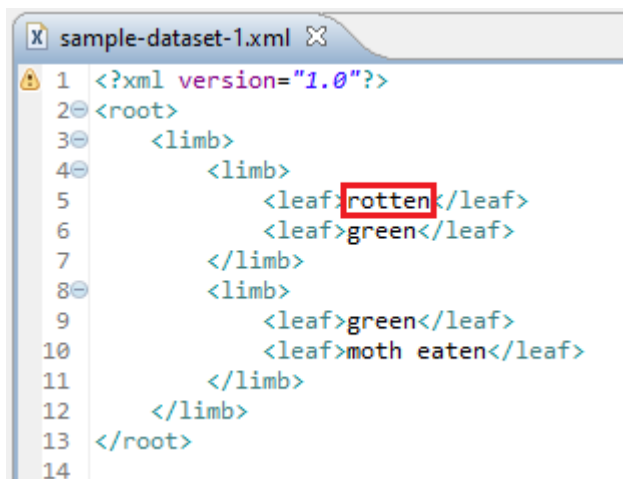 sample-dataset-1.xml
1 <?xml version="1.0"?>
2 <root>
3     <limb>
4         <limb>
5             <leaf>rotten</leaf>
6             <leaf>green</leaf>
7         </limb>
8         <limb>
9             <leaf>green</leaf>
10             <leaf>moth eaten</leaf>
11         </limb>
12     </limb>
13 </root>
14